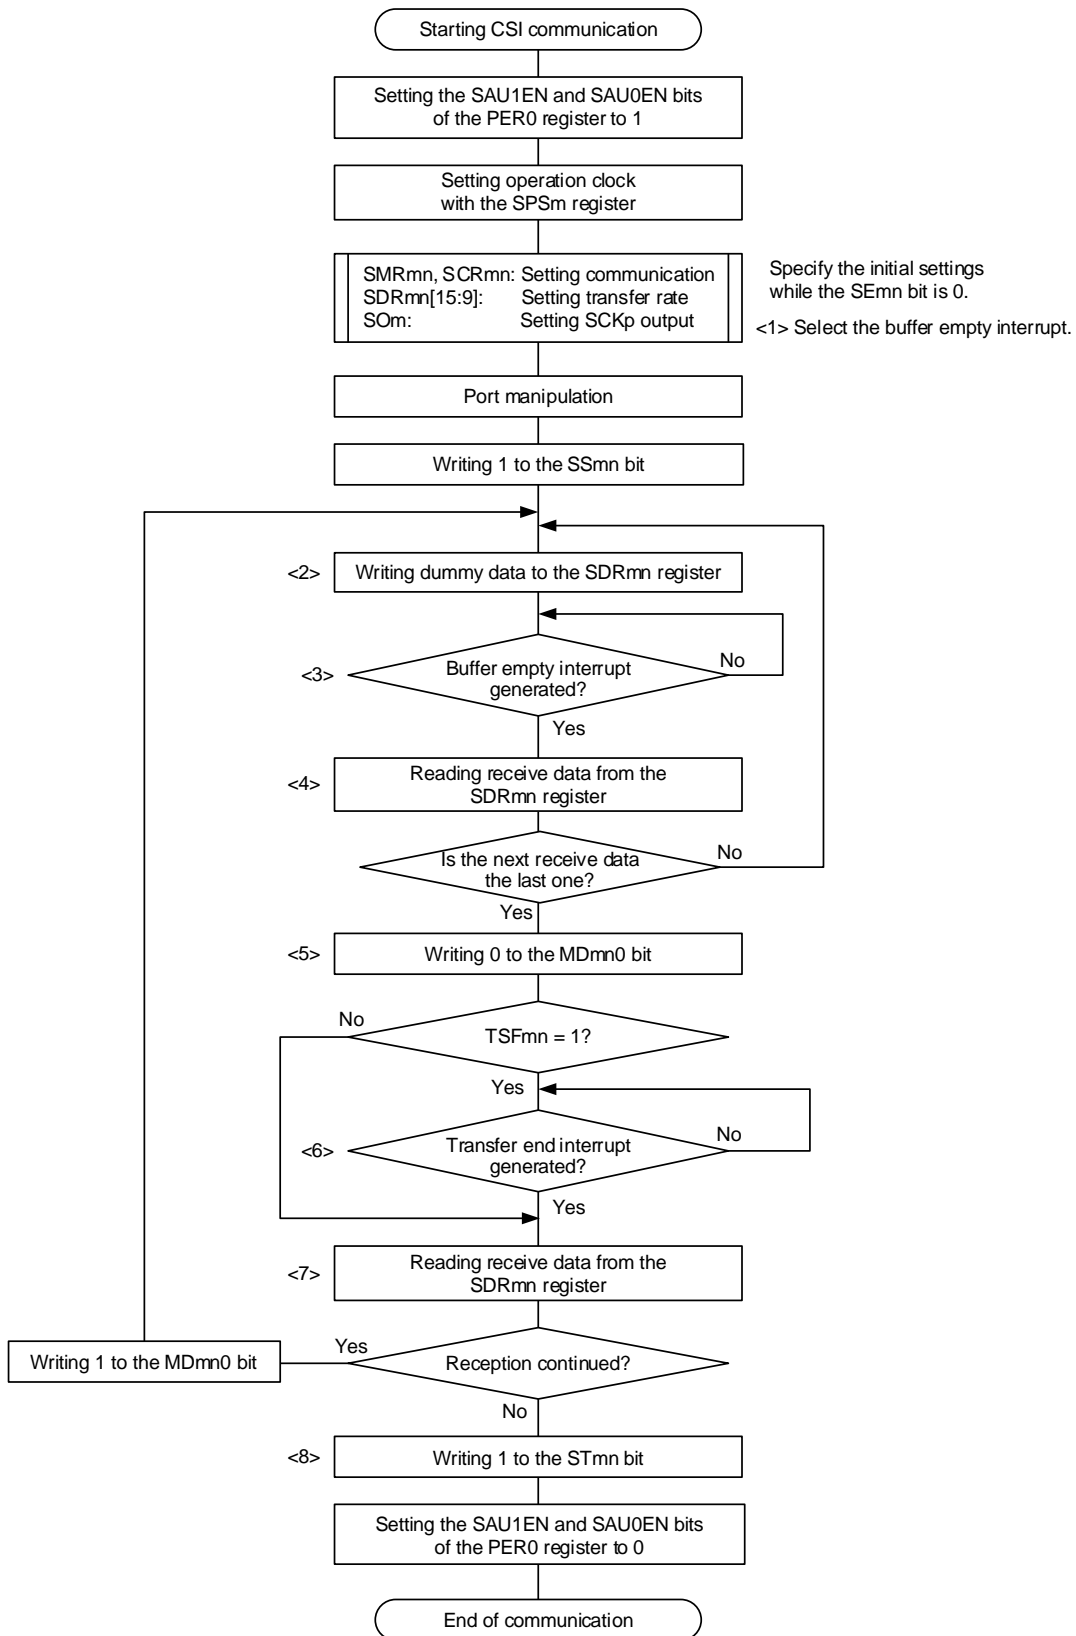 Starting CSI communication
Setting the SAU1EN and SAU0EN bits
of the PER0 register to 1
Setting operation clock
with the SPSm register
SMRmn, SCRmn: Setting communication
SDRmn[15:9]: Setting transfer rate
SOm: Setting SCKp output
Specify the initial settings
while the SEmn bit is 0.
<1> Select the buffer empty interrupt.
Port manipulation
Writing 1 to the SSmn bit
<2> Writing dummy data to the SDRmn register
<3> Buffer empty interrupt
generated?
No
Yes
<4> Reading receive data from the
SDRmn register
Is the next receive data
the last one?
No
Yes
<5> Writing 0 to the MDmn0 bit
No
TSFmn = 1?
Yes
<6> Transfer end interrupt
generated?
No
Yes
<7> Reading receive data from the
SDRmn register
Writing 1 to the MDmn0 bit
Yes
Reception continued?
No
<8> Writing 1 to the STmn bit
Setting the SAU1EN and SAU0EN bits
of the PER0 register to 0
End of communication